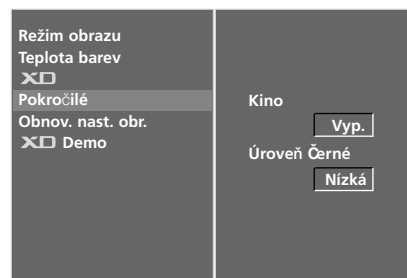 Režim obrazu
Teplota barev
XD
Pokročilé
Obnov. nast. obr.
XD Demo
Kino
Vyp.
Úroveň Černé
Nízká